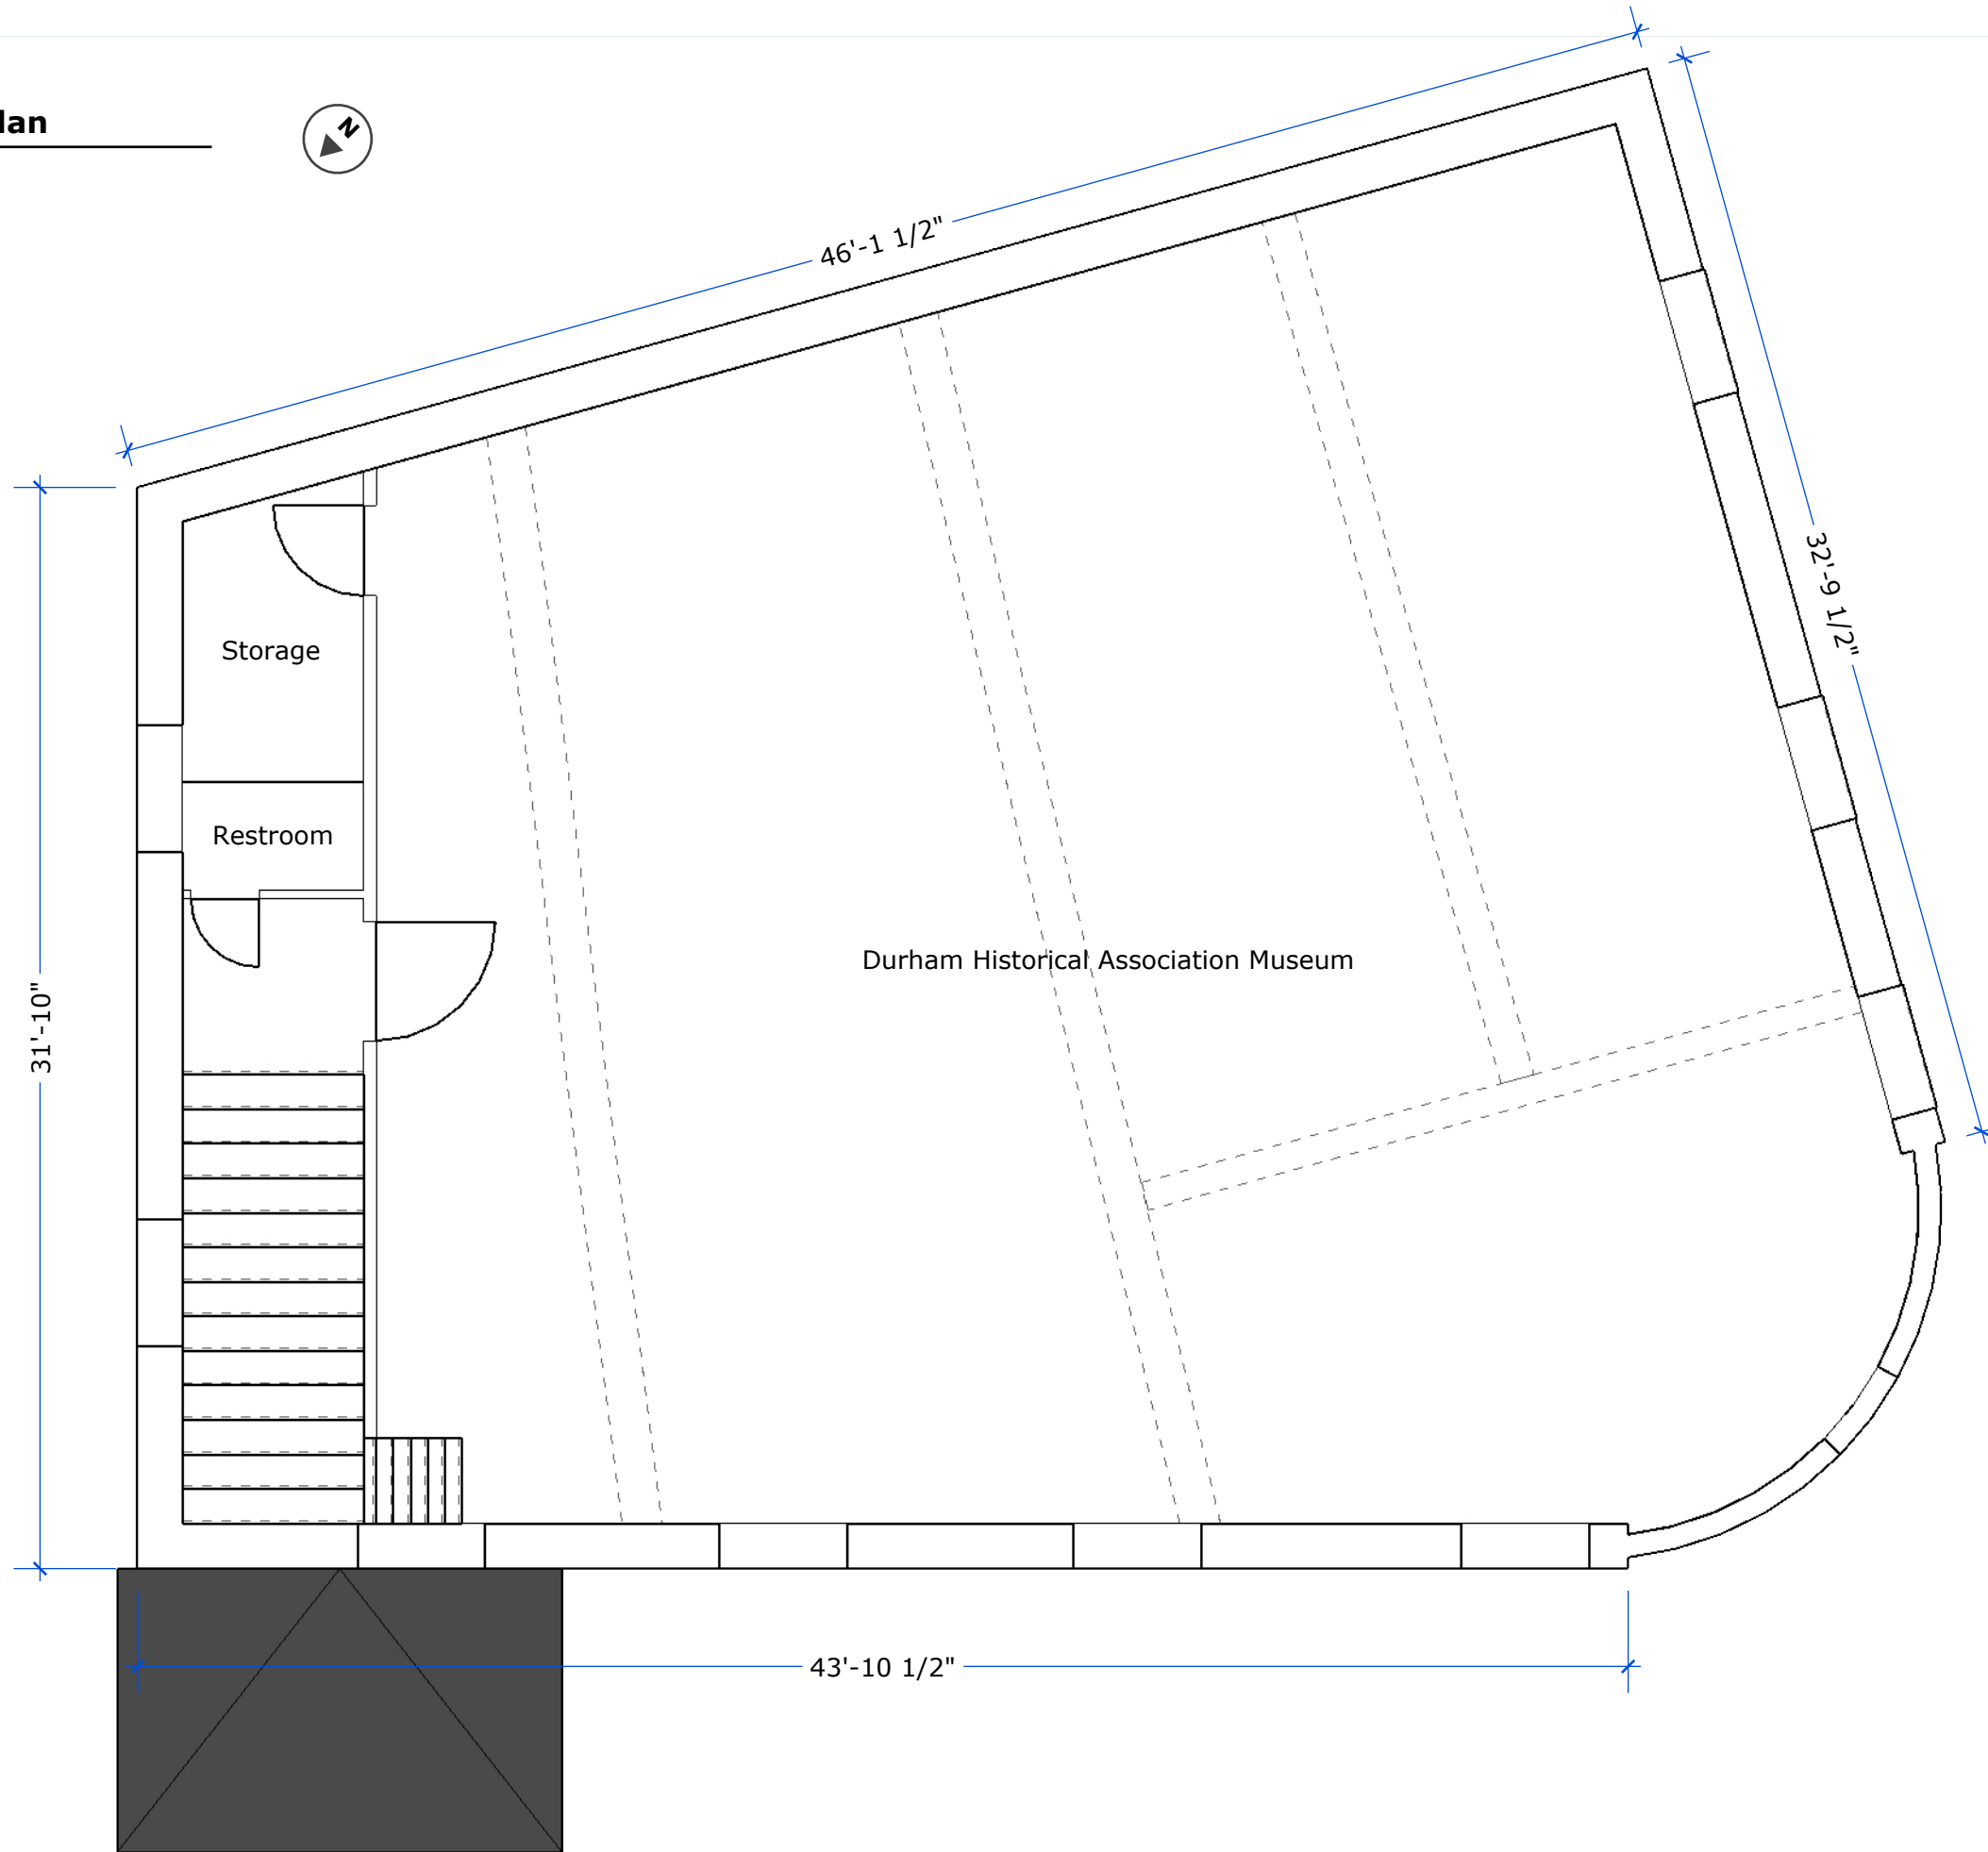 lan
N
46'-1 1/2"
32'-9 1/2"
Storage
Restroom
Durham Historical Association Museum
31'-10"
43'-10 1/2"